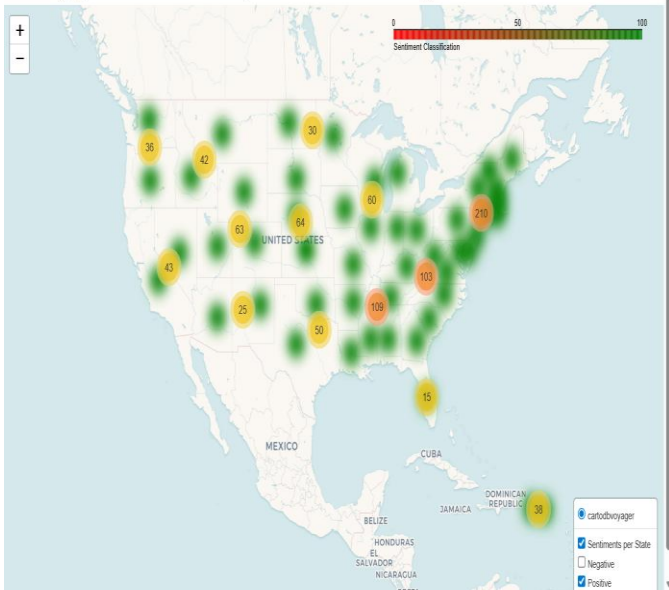 +
−
0 50 100
Sentiment Classification
30
36
42
60
210
63
64
UNITED STATES
43
103
25
109
50
15
MEXICO
CUBA
DOMINICAN
REPUBLIC
JAMAICA
38
BELIZE
HONDURAS
EL
SALVADOR
NICARAGUA
cartodbvoyager
Sentiments per State
Negative
Positive